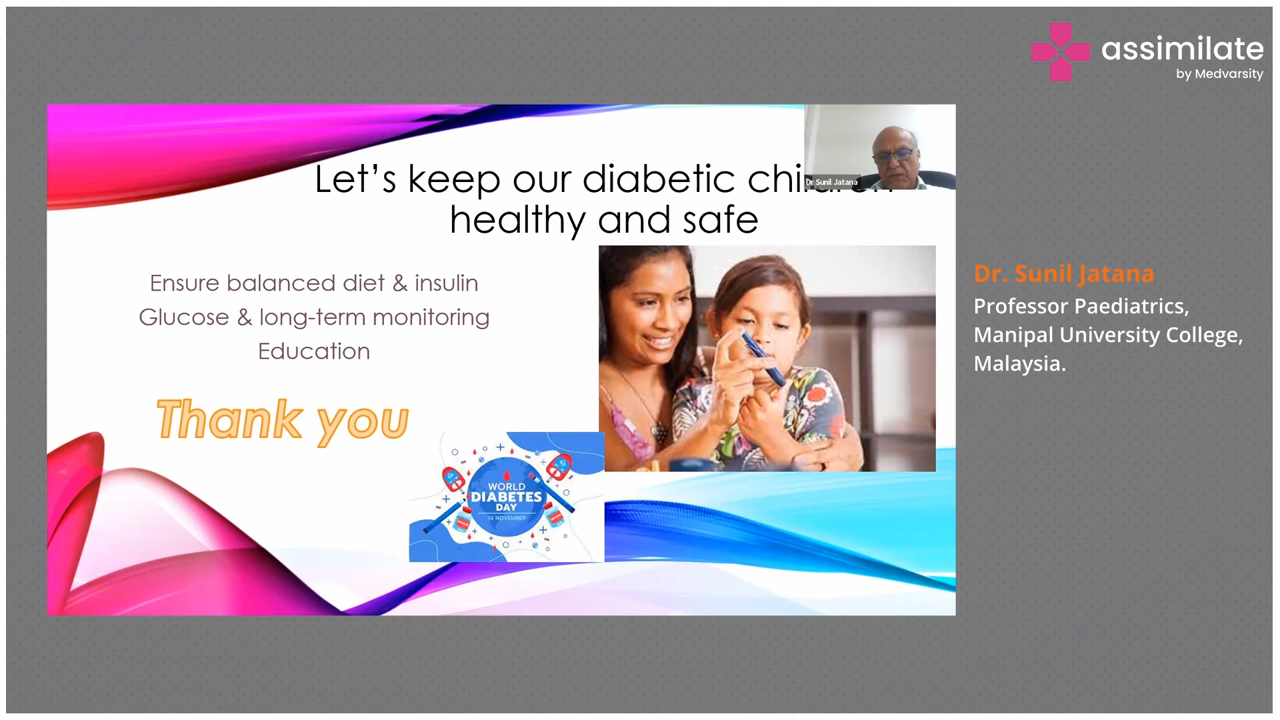 assimilate
by Medvarsity
Let's keep our diabetic children
healthy and safe
Dr Sunil Jatana
Ensure balanced diet & insulin
Glucose & long-term monitoring
Education
Thank you
WORLD
DIABETES
DAY
14 NOVEMBER
Dr. Sunil Jatana
Professor Paediatrics,
Manipal University College,
Malaysia.